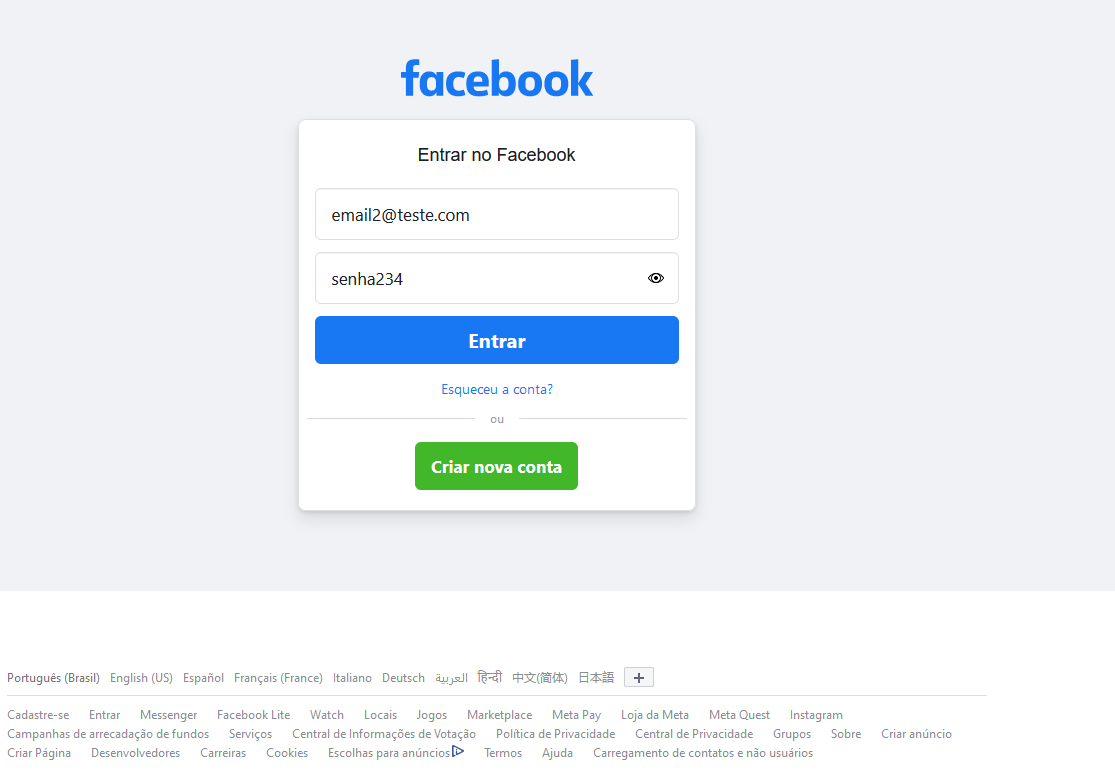 facebook
Entrar no Facebook
email2@teste.com
senha234
Entrar
Esqueceu a conta?
ou
Criar nova conta
Português (Brasil) English (US) Español Français (France) Italiano Deutsch العربية हिन्दी 中文(简体) 日本語 +
Cadastre-se Entrar Messenger Facebook Lite Watch Locais Jogos Marketplace Meta Pay Loja da Meta Meta Quest Instagram
Campanhas de arrecadação de fundos Serviços Central de Informações de Votação Política de Privacidade Central de Privacidade Grupos Sobre Criar anúncio
Criar Página Desenvolvedores Carreiras Cookies Escolhas para anúncios Termos Ajuda Carregamento de contatos e não usuários